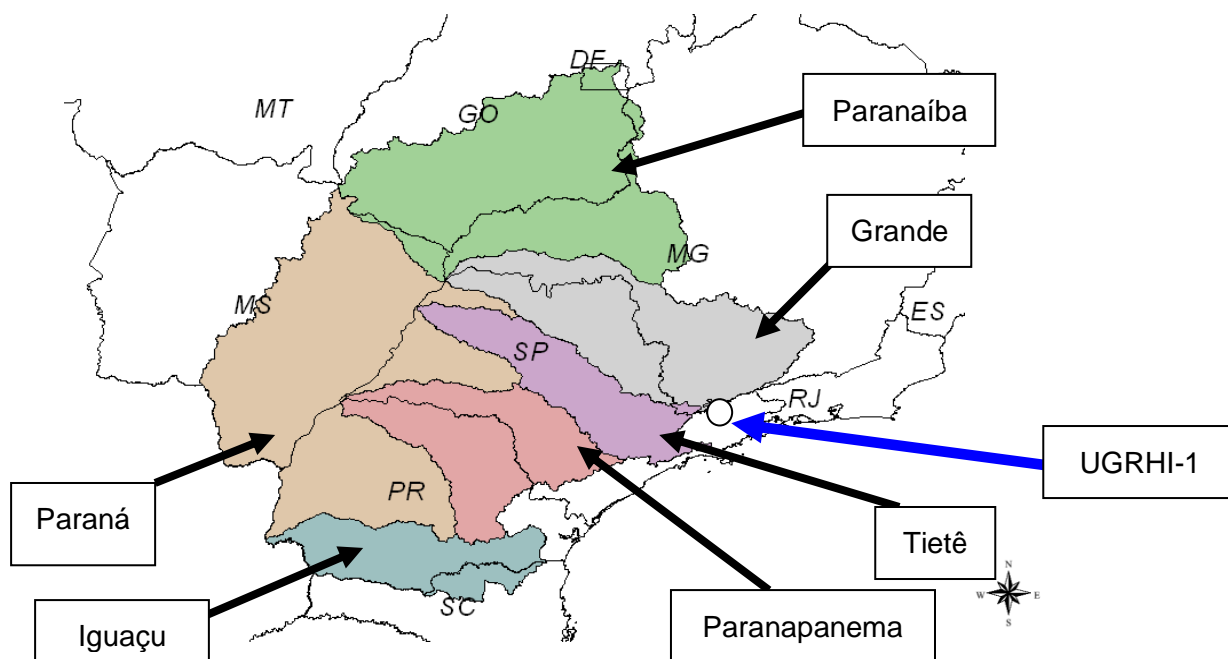 DF
MT
GO
Paranaíba
Grande
MG
MS
ES
SP
RJ
UGRHI-1
PR
Paraná
Tietê
N
W E
S
SC
Iguaçu
Paranapanema